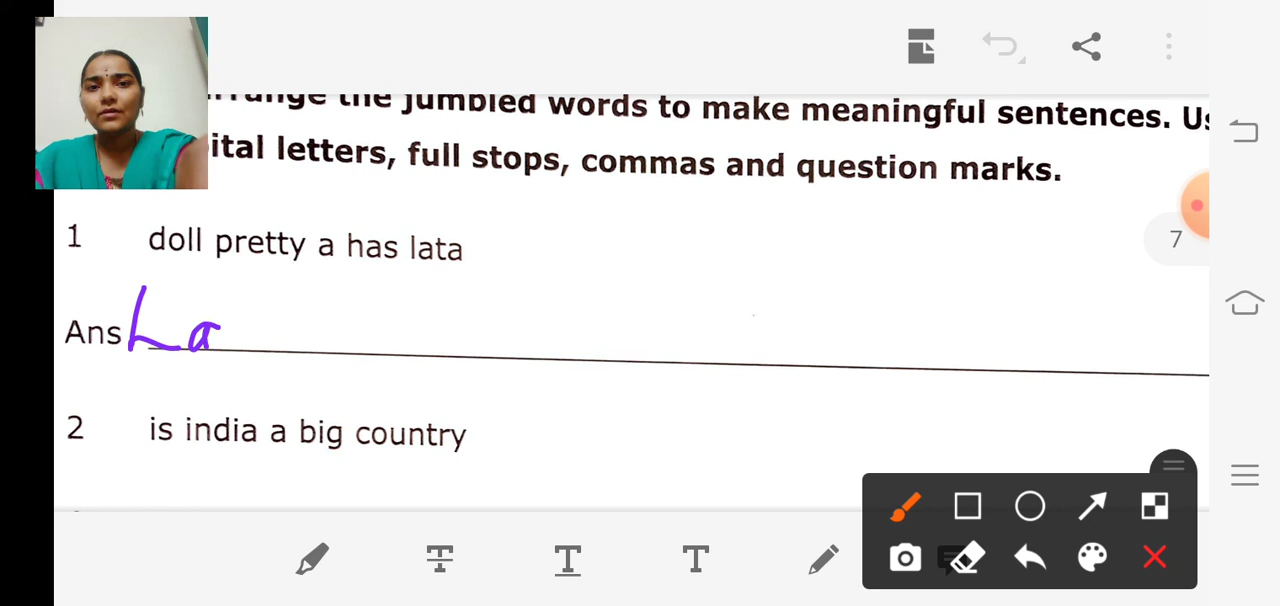 rrange the jumbled words to make meaningful sentences. Us
ital letters, full stops, commas and question marks.
1 doll pretty a has lata
7
Ans La
2 is india a big country
T T T